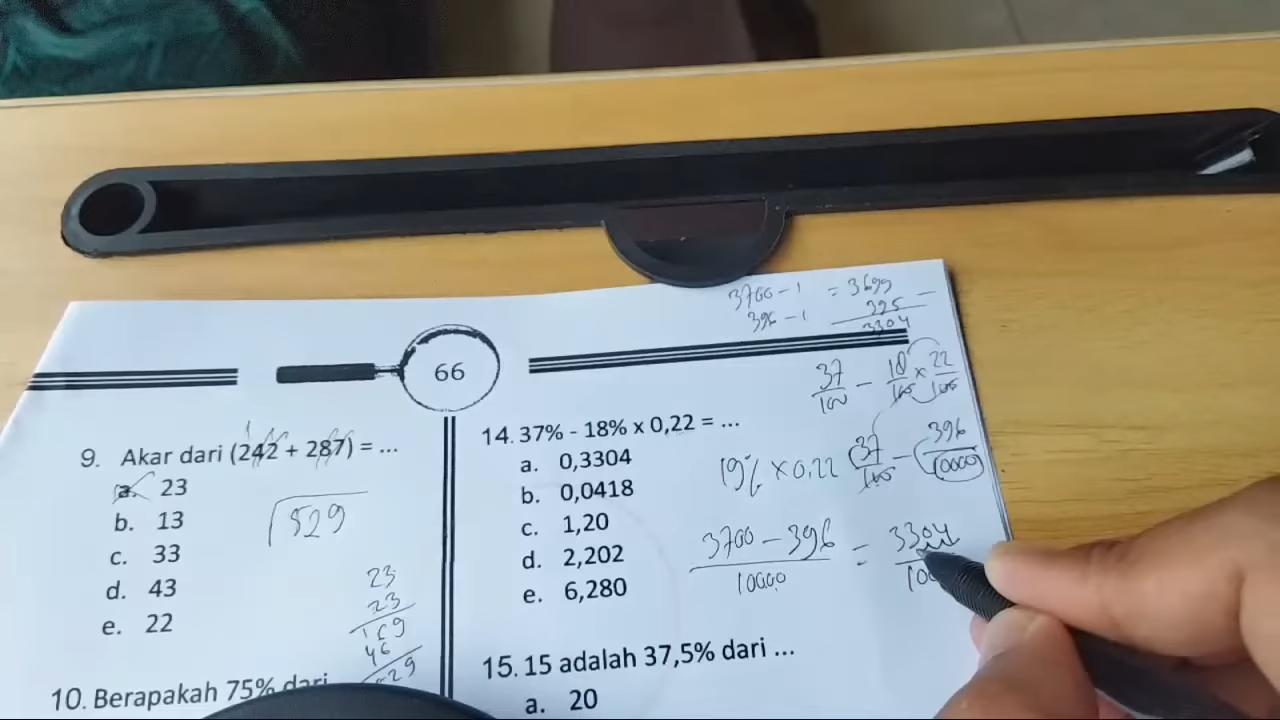 66
9. Akar dari (242 + 287) = ...
a. 23
b. 13
c. 33
d. 43
e. 22
1
√529
23
23
169
46
10. Berapakah 75% dari
14. 37% - 18% x 0,22 = ...
a. 0,3304
b. 0,0418
c. 1,20
d. 2,202
e. 6,280
15. 15 adalah 37,5% dari ...
a. 20
3700 - 1 = 3699
396 - 1 395 -
3304
37/100 - 18/100 x 22/100
19% x 0,22
37/100 - 396/10000
3700 - 396 / 10000 = 3304